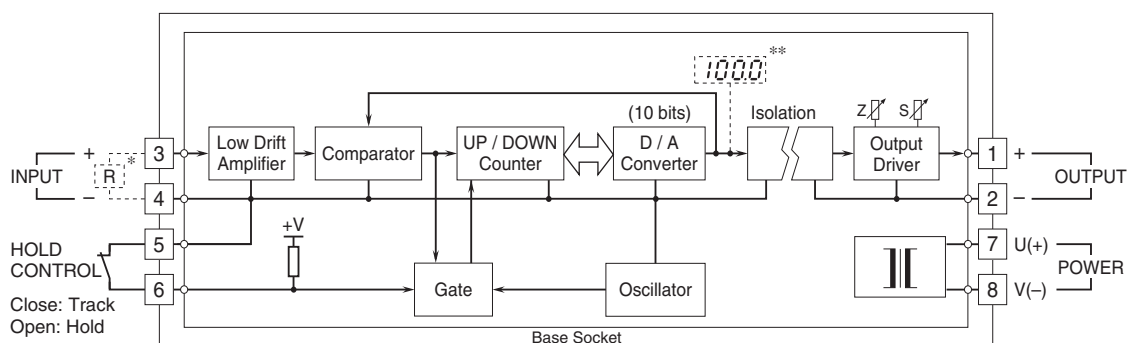 **
100.0
(10 bits)
Isolation
Z
S
+
3
R
*
INPUT
−
4
Low Drift
Amplifier
Comparator
UP / DOWN
Counter
D / A
Converter
Output
Driver
1
+
OUTPUT
2
−
HOLD
CONTROL
5
6
Close: Track
Open: Hold
+V
Gate
Oscillator
7
U(+)
POWER
8
V(−)
Base Socket